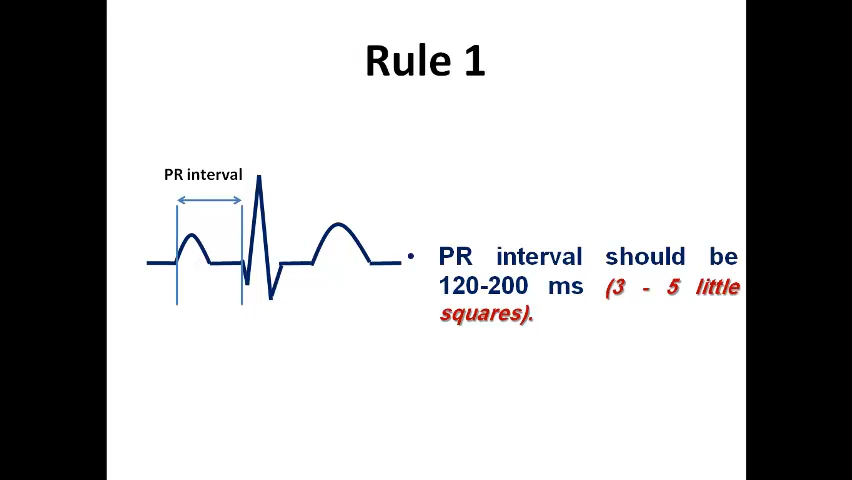 Rule 1
PR interval
• PR interval should be
120-200 ms (3 - 5 little
squares).